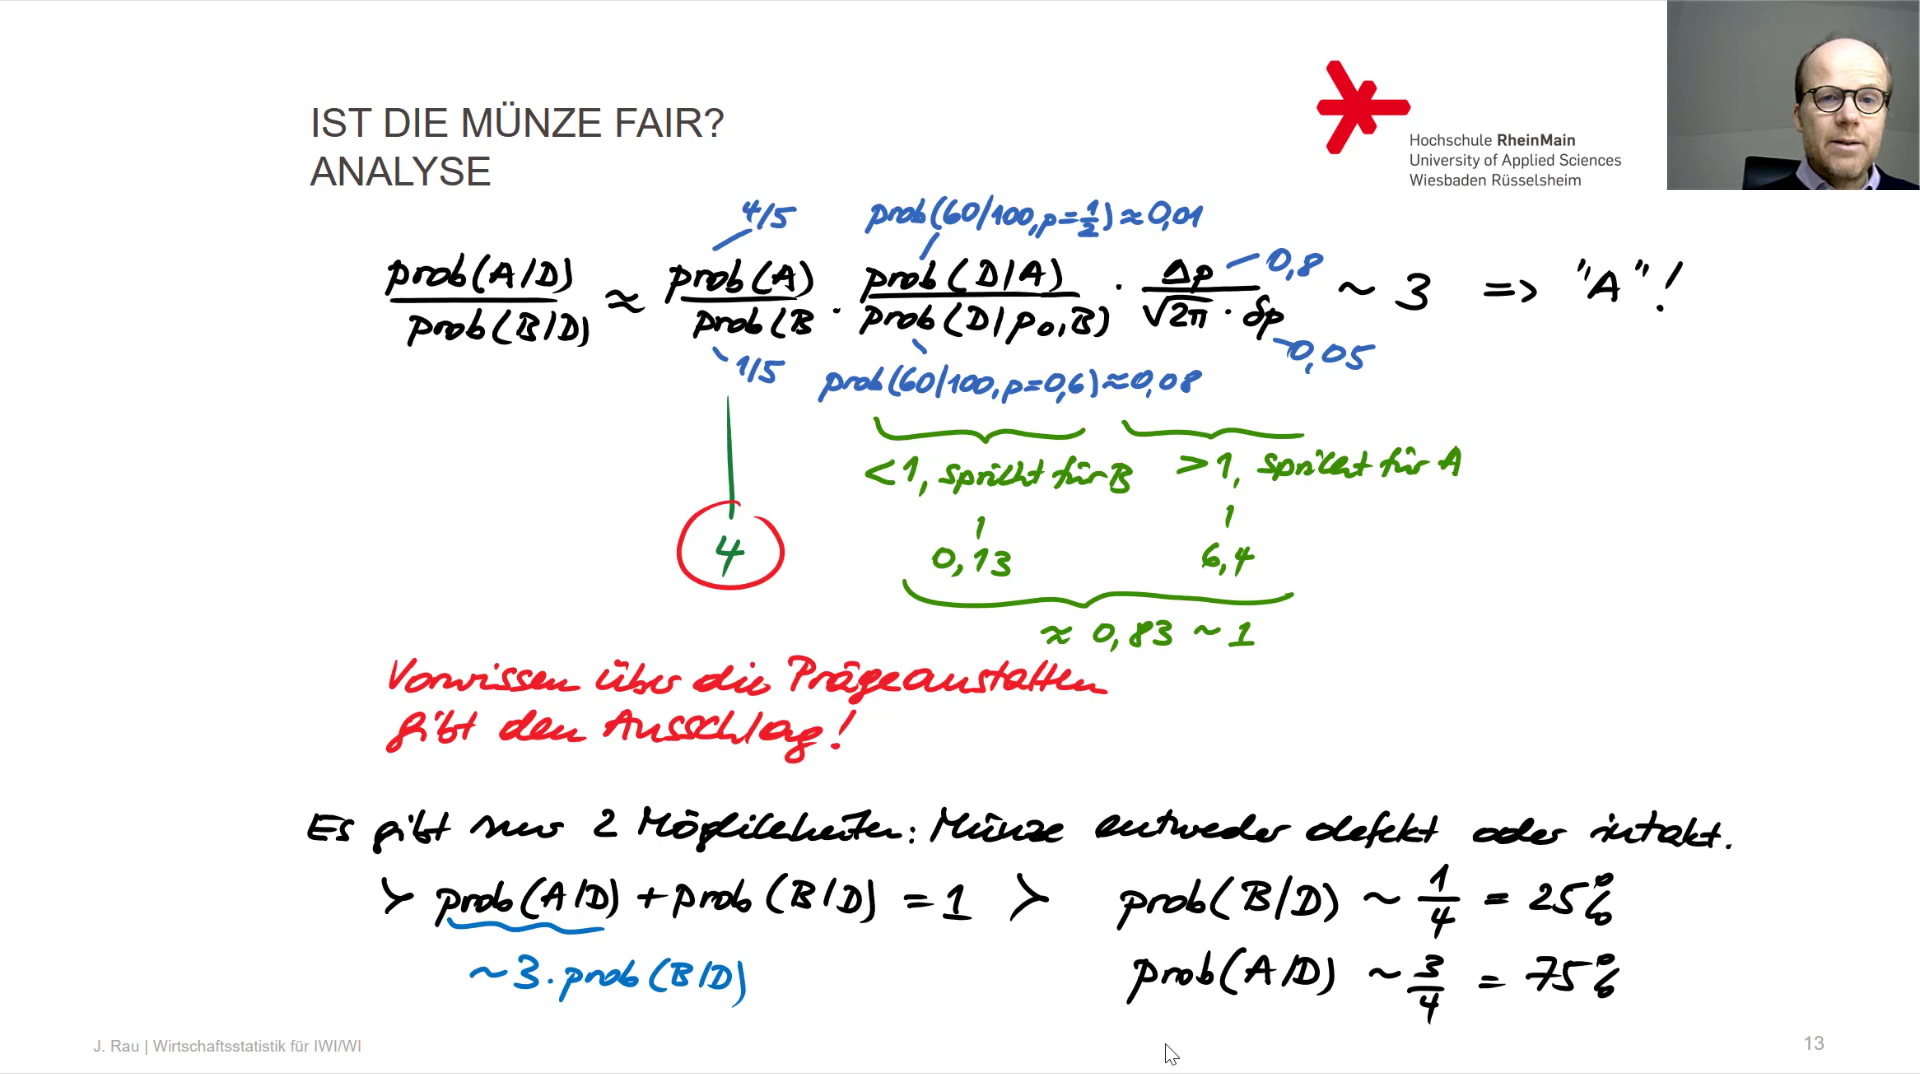 IST DIE MÜNZE FAIR?
ANALYSE
Hochschule RheinMain
University of Applied Sciences
Wiesbaden Rüsselsheim
4/5
prob(60/100, p=1/2) ≈ 0,01
prob(A|D) / prob(B|D) ≈ prob(A) / prob(B · prob(D|A) / prob(D|p0,B) · Δp / √2π · δp ~ 3 => "A"!
0,8
1/5
0,05
prob(60/100, p=0,6) ≈ 0,08
<1, spricht für B
>1, spricht für A
4
0,13
6,4
≈ 0,83 ~ 1
Vorwissen über die Prägeanstalten
gibt den Ausschlag!
Es gibt nur 2 Möglichkeiten: Münze entweder defekt oder intakt.
≻ prob(A|D) + prob(B|D) = 1 ≻ prob(B|D) ~ 1/4 = 25%
~3·prob(B|D)
prob(A|D) ~ 3/4 = 75%
J. Rau | Wirtschaftsstatistik für IWI/WI
13